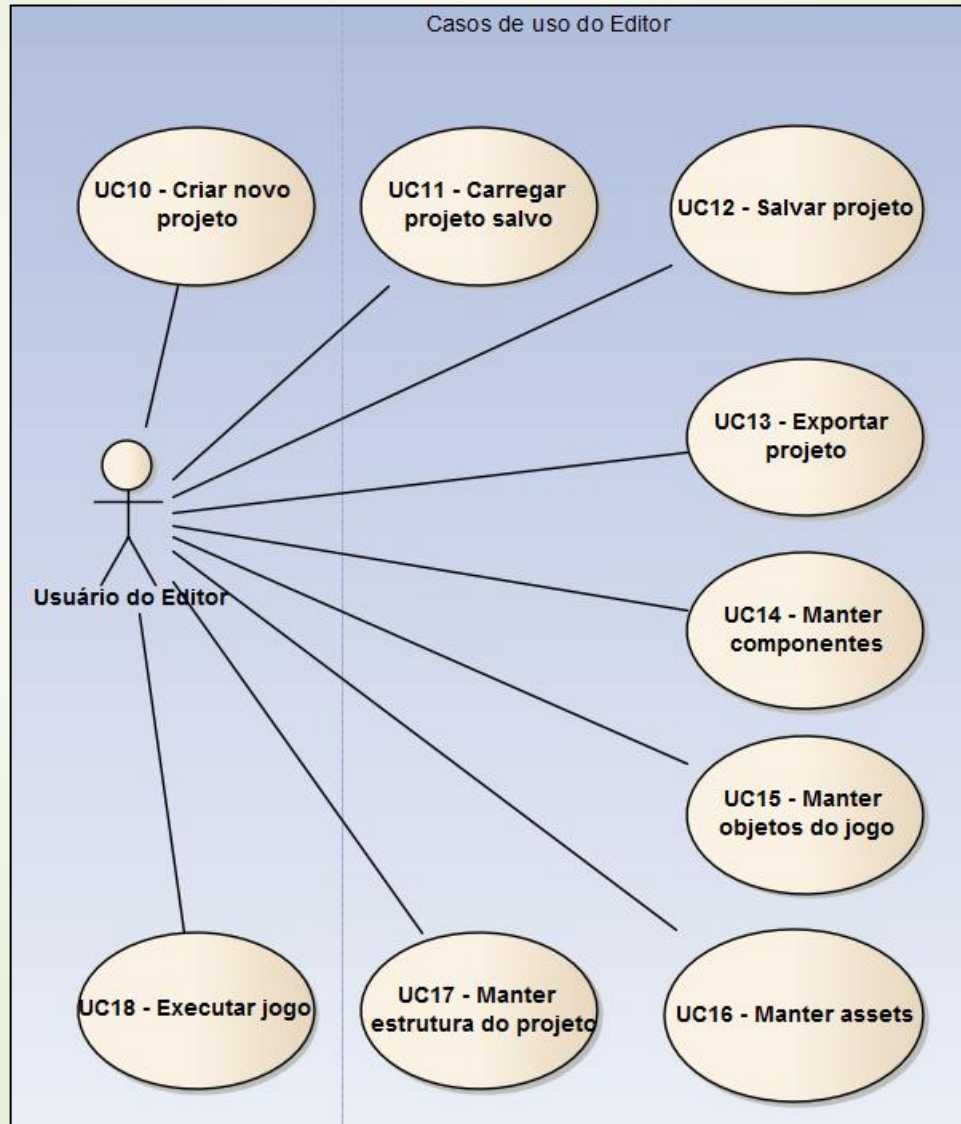 Casos de uso do Editor
UC10 - Criar novo
projeto
UC11 - Carregar
projeto salvo
UC12 - Salvar projeto
UC13 - Exportar
projeto
Usuário do Editor
UC14 - Manter
componentes
UC15 - Manter
objetos do jogo
UC18 - Executar jogo
UC17 - Manter
estrutura do projeto
UC16 - Manter assets